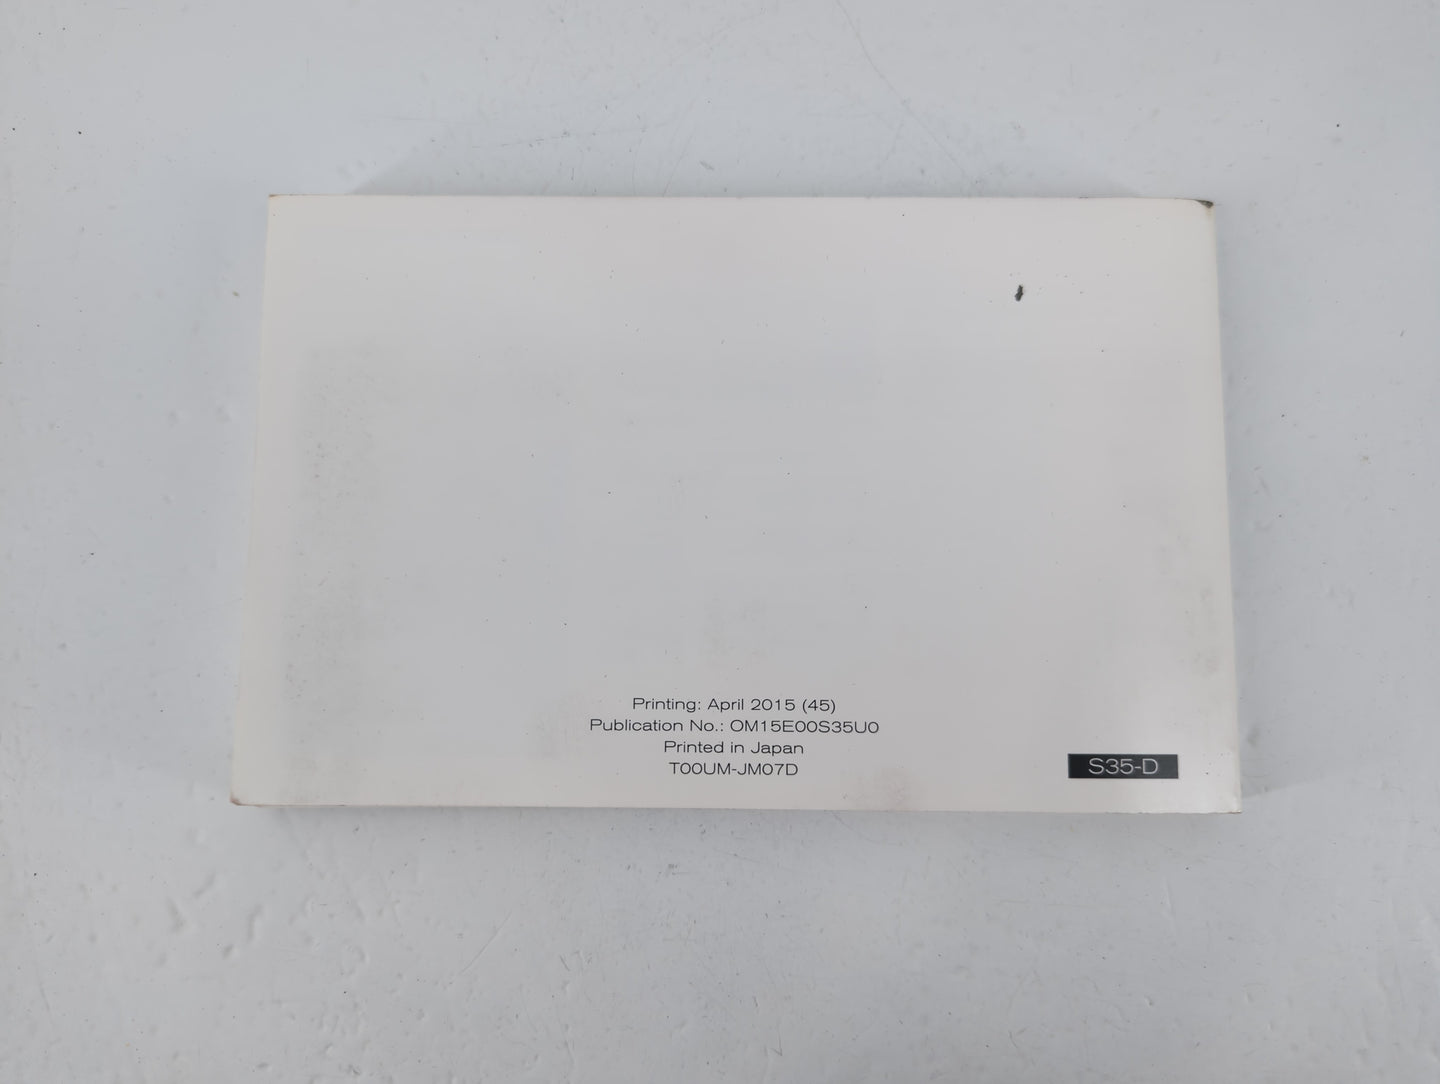 Printing: April 2015 (45)
Publication No.: OM15E00S35U0
Printed in Japan
T00UM-JM07D
S35-D